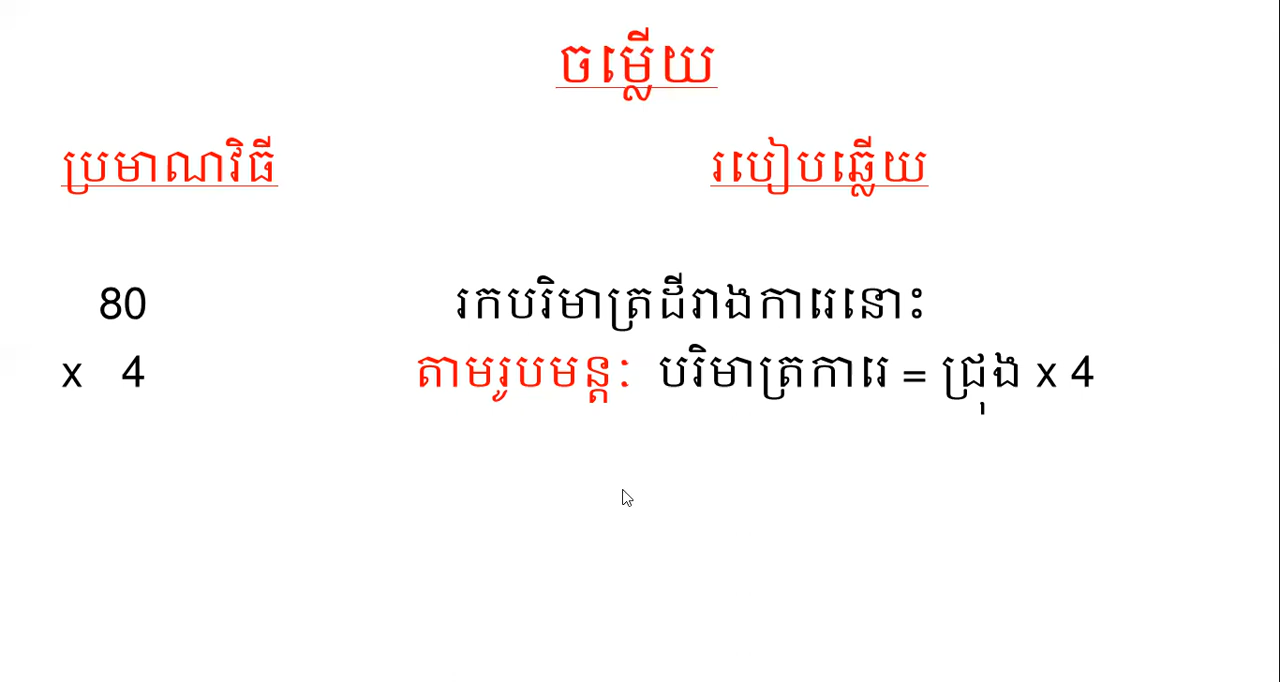 ចម្លើយ
ប្រមាណវិធី របៀបឆ្លើយ
80 រកបរិមាត្រដីរាងការេនោះ
x 4 តាមរូបមន្តៈ បរិមាត្រការេ = ជ្រុង x 4